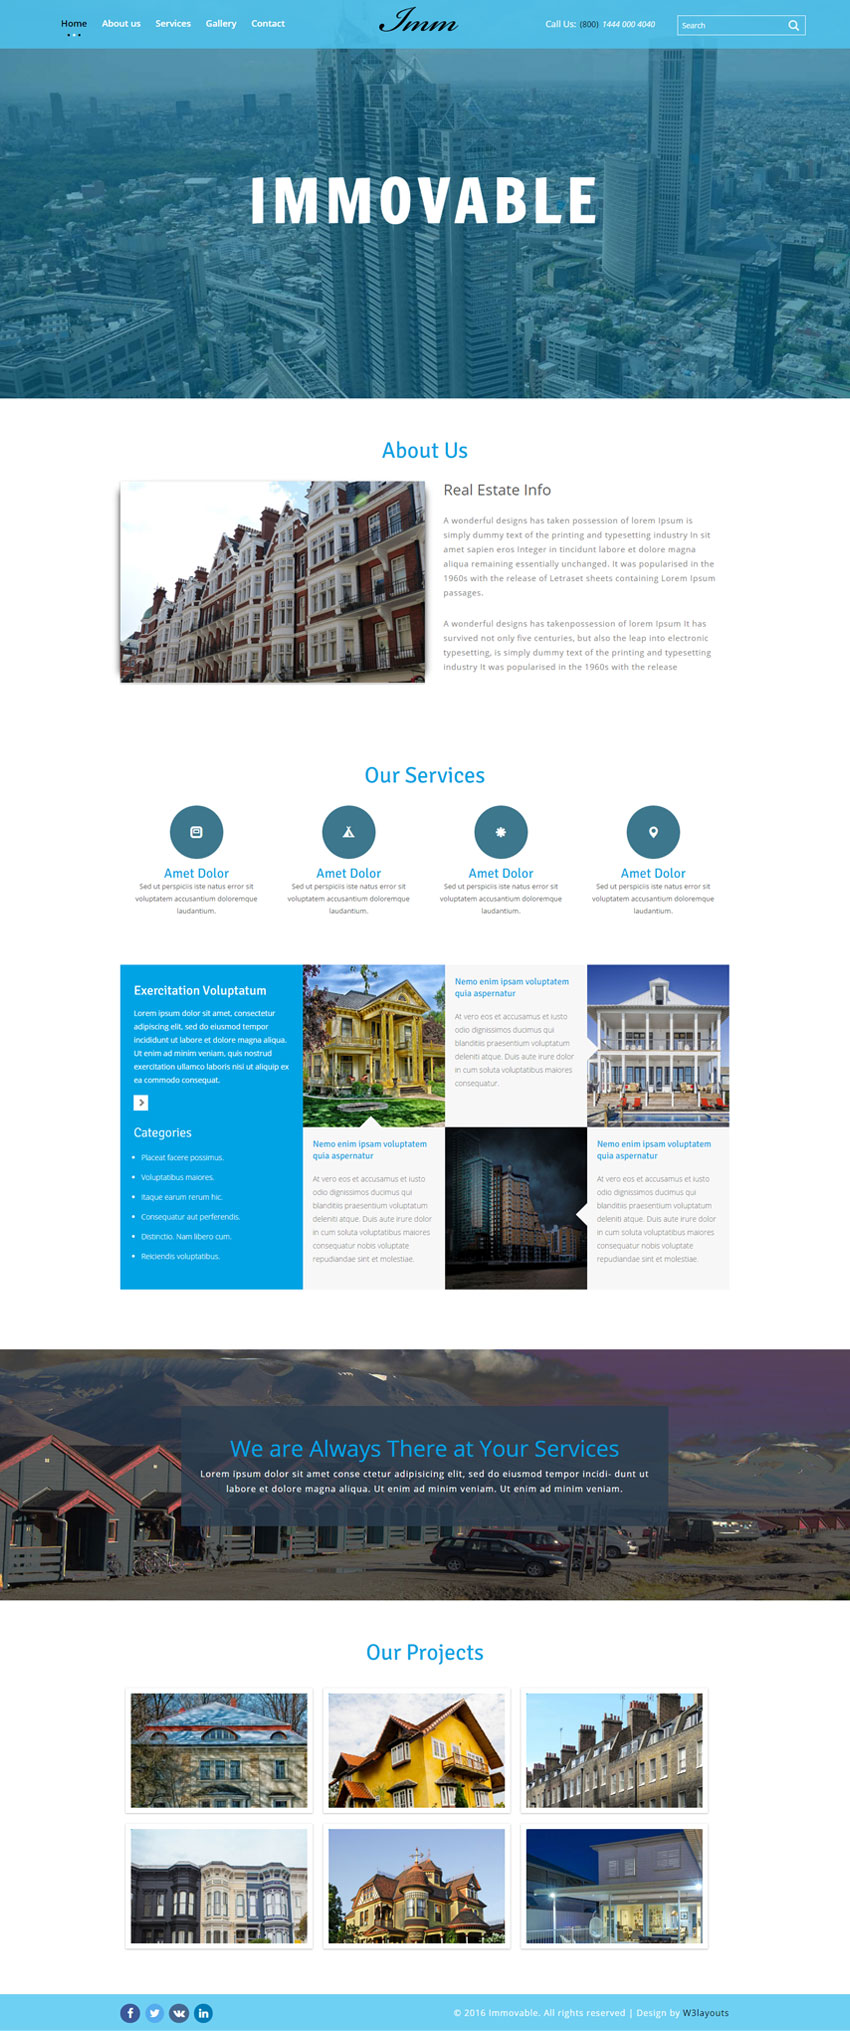 Home About us Services Gallery Contact
Imm
Call Us: (800) 1444 000 4040
Search
IMMOVABLE
About Us
Real Estate Info
A wonderful designs has taken possession of lorem Ipsum is
simply dummy text of the printing and typesetting industry In sit
amet sapien eros Integer in tincidunt labore et dolore magna
aliqua remaining essentially unchanged. It was popularised in the
1960s with the release of Letraset sheets containing Lorem Ipsum
passages.
A wonderful designs has takenpossession of lorem Ipsum It has
survived not only five centuries, but also the leap into electronic
typesetting, is simply dummy text of the printing and typesetting
industry It was popularised in the 1960s with the release
Our Services
Amet Dolor
Sed ut perspiciis iste natus error sit
voluptatem accusantium doloremque
laudantium.
Amet Dolor
Sed ut perspiciis iste natus error sit
voluptatem accusantium doloremque
laudantium.
Amet Dolor
Sed ut perspiciis iste natus error sit
voluptatem accusantium doloremque
laudantium.
Amet Dolor
Sed ut perspiciis iste natus error sit
voluptatem accusantium doloremque
laudantium.
Exercitation Voluptatum
Lorem ipsum dolor sit amet, consectetur
adipiscing elit, sed do eiusmod tempor
incididunt ut labore et dolore magna aliqua.
Ut enim ad minim veniam, quis nostrud
exercitation ullamco laboris nisi ut aliquip ex
ea commodo consequat.
Categories
Placeat facere possimus.
Voluptatibus maiores.
Itaque earum rerum hic.
Consequatur aut perferendis.
Distinctio. Nam libero cum.
Reiciendis voluptatibus.
Nemo enim ipsam voluptatem
quia aspernatur
At vero eos et accusamus et iusto
odio dignissimos ducimus qui
blanditiis praesentium voluptatum
deleniti atque. Duis aute irure dolor
in cum soluta voluptatibus maiores
consequatur.
Nemo enim ipsam voluptatem
quia aspernatur
At vero eos et accusamus et iusto
odio dignissimos ducimus qui
blanditiis praesentium voluptatum
deleniti atque. Duis aute irure dolor
in cum soluta voluptatibus maiores
consequatur nobis voluptate
repudiandae sint et molestiae.
Nemo enim ipsam voluptatem
quia aspernatur
At vero eos et accusamus et iusto
odio dignissimos ducimus qui
blanditiis praesentium voluptatum
deleniti atque. Duis aute irure dolor
in cum soluta voluptatibus maiores
consequatur nobis voluptate
repudiandae sint et molestiae.
We are Always There at Your Services
Lorem ipsum dolor sit amet conse ctetur adipisicing elit, sed do eiusmod tempor incidi- dunt ut
labore et dolore magna aliqua. Ut enim ad minim veniam. Ut enim ad minim veniam.
Our Projects
© 2016 Immovable. All rights reserved | Design by W3layouts